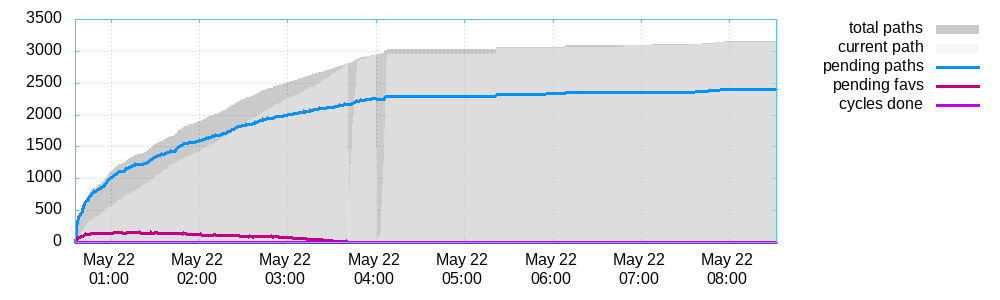 3500
3000
2500
2000
1500
1000
500
0
May 22 May 22 May 22 May 22 May 22 May 22 May 22 May 22
01:00 02:00 03:00 04:00 05:00 06:00 07:00 08:00
total paths
current path
pending paths
pending favs
cycles done